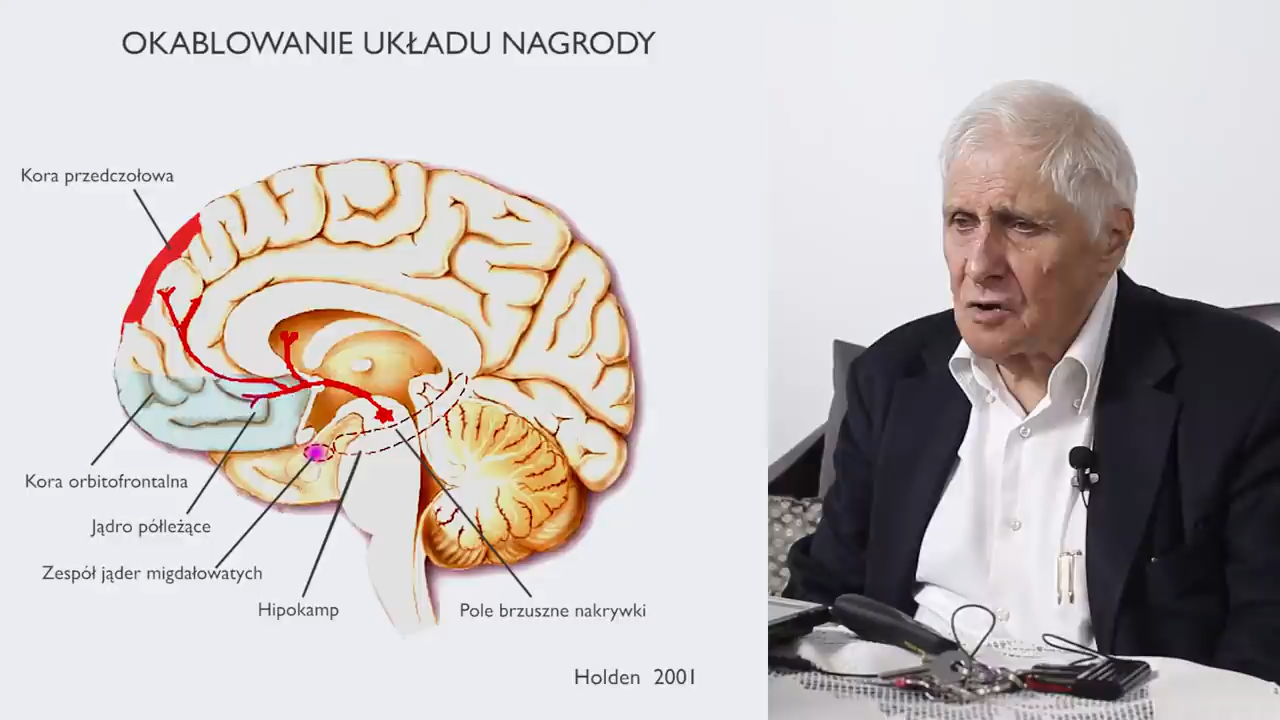 OKABLOWANIE UKŁADU NAGRODY
Kora przedczołowa
Kora orbitofrontalna
Jądro półleżące
Zespół jąder migdałowatych
Hipokamp
Pole brzuszne nakrywki
Holden 2001